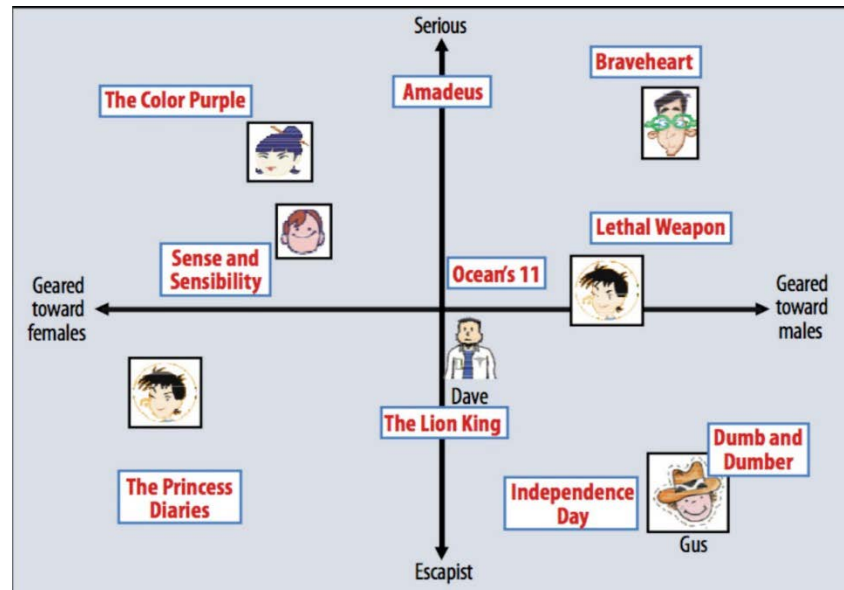 Serious
Braveheart
The Color Purple
Amadeus
Lethal Weapon
Sense and
Sensibility
Ocean's 11
Geared
toward
females
Geared
toward
males
Dave
The Lion King
Dumb and
Dumber
The Princess
Diaries
Independence
Day
Gus
Escapist